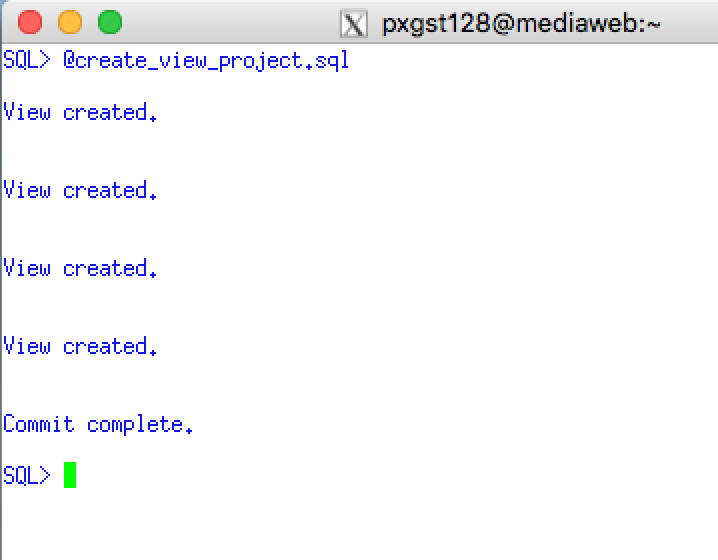 pxgst128@mediaweb:~
SQL> @create_view_project.sql
View created.
View created.
View created.
View created.
Commit complete.
SQL>